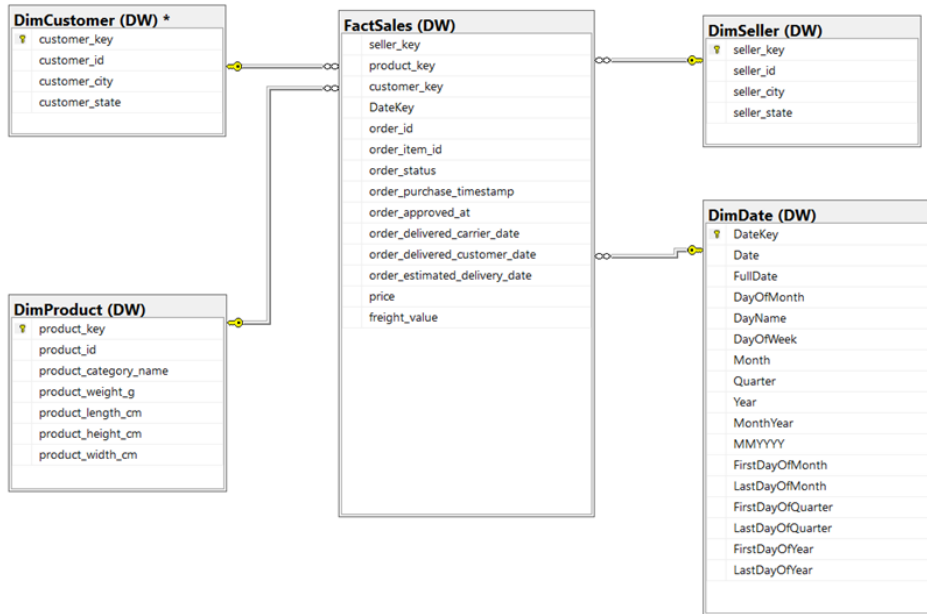 DimCustomer (DW) *
customer_key
customer_id
customer_city
customer_state
FactSales (DW)
seller_key
product_key
customer_key
DateKey
order_id
order_item_id
order_status
order_purchase_timestamp
order_approved_at
order_delivered_carrier_date
order_delivered_customer_date
order_estimated_delivery_date
price
freight_value
DimSeller (DW)
seller_key
seller_id
seller_city
seller_state
DimProduct (DW)
product_key
product_id
product_category_name
product_weight_g
product_length_cm
product_height_cm
product_width_cm
DimDate (DW)
DateKey
Date
FullDate
DayOfMonth
DayName
DayOfWeek
Month
Quarter
Year
MonthYear
MMYYYY
FirstDayOfMonth
LastDayOfMonth
FirstDayOfQuarter
LastDayOfQuarter
FirstDayOfYear
LastDayOfYear